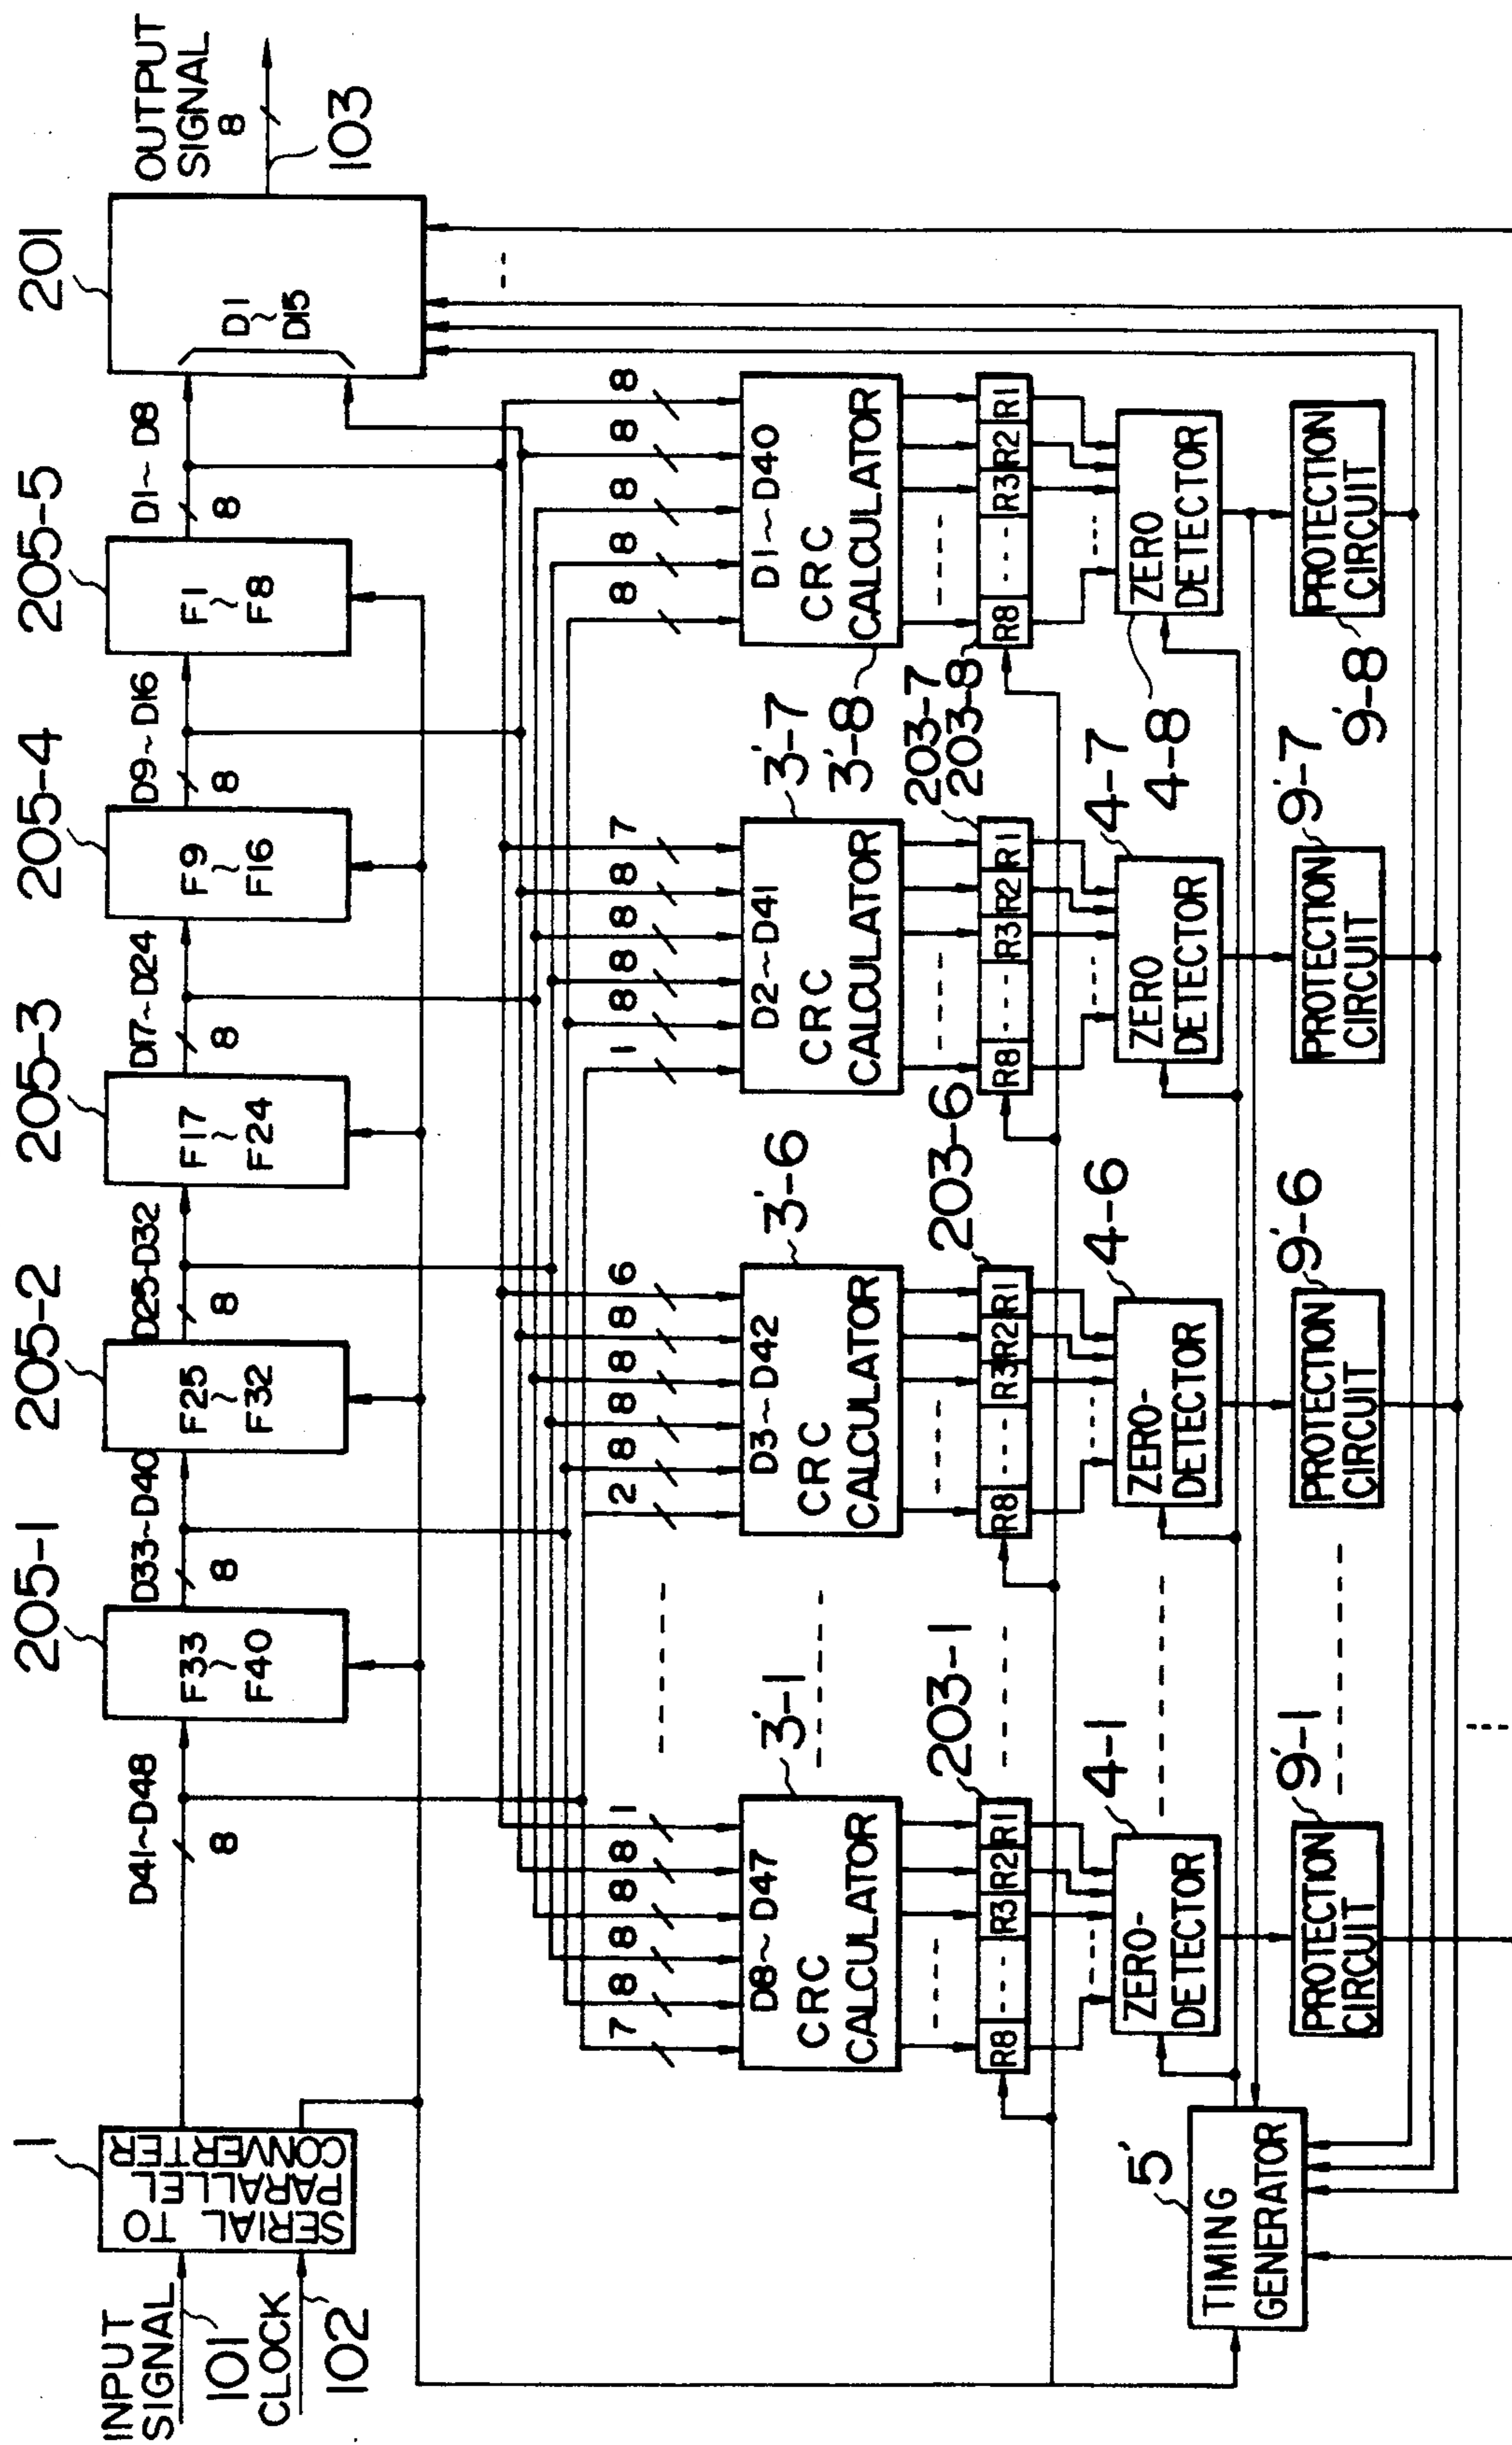 INPUT
SIGNAL
101
CLOCK
102
1
SERIAL TO
PARALLEL
CONVERTER
D41~D48
8
205-1
F33
~
F40
D33~D40
8
205-2
F25
~
F32
D25~D32
8
205-3
F17
~
F24
D17~D24
8
205-4
F9
~
F16
D9~D16
8
205-5
F1
~
F8
D1~D8
8
201
D1
~
D15
OUTPUT
SIGNAL
8
103
7 8 8 8 8 1
D8~D47
CRC
CALCULATOR
3'-1
2 8 8 8 8 6
D3~D42
CRC
CALCULATOR
3'-6
1 8 8 8 8 7
D2~D41
CRC
CALCULATOR
3'-7
8 8 8 8 8
D1~D40
CRC
CALCULATOR
3'-8
R8 --- R3 R2 R1
203-1
R8 --- R3 R2 R1
203-6
R8 --- R3 R2 R1
203-7
R8 --- R3 R2 R1
203-8
ZERO-
DETECTOR
4-1
ZERO-
DETECTOR
4-6
ZERO
DETECTOR
4-7
ZERO
DETECTOR
4-8
5'
TIMING
GENERATOR
PROTECTION
CIRCUIT
9'-1
PROTECTION
CIRCUIT
9'-6
PROTECTION
CIRCUIT
9'-7
PROTECTION
CIRCUIT
9'-8